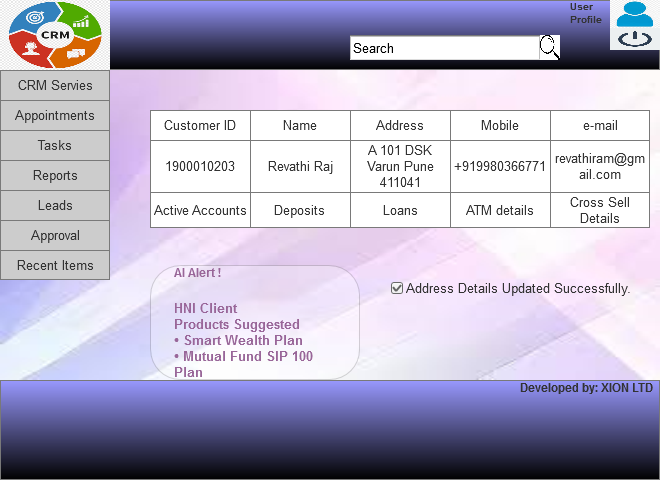 CRM
User
Profile
Search
CRM Servies
Appointments
Tasks
Reports
Leads
Approval
Recent Items
Customer ID Name Address Mobile e-mail
1900010203 Revathi Raj A 101 DSK Varun Pune 411041 +919980366771 revathiram@gmail.com
Active Accounts Deposits Loans ATM details Cross Sell Details
AI Alert !
HNI Client
Products Suggested
• Smart Wealth Plan
• Mutual Fund SIP 100
Plan
Address Details Updated Successfully.
Developed by: XION LTD